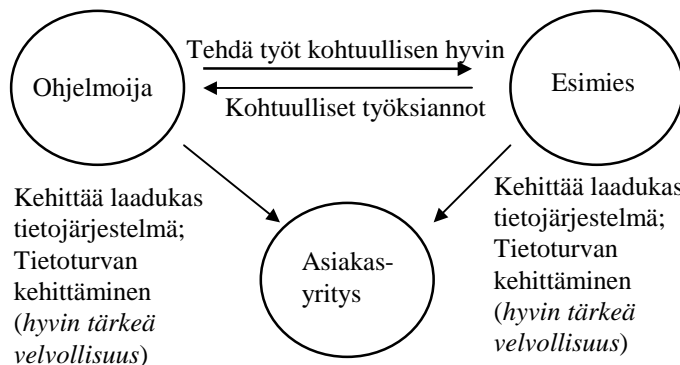 Tehdä työt kohtuullisen hyvin
Ohjelmoija
Esimies
Kohtuulliset työksiannot
Kehittää laadukas
tietojärjestelmä;
Tietoturvan
kehittäminen
(hyvin tärkeä
velvollisuus)
Asiakas-
yritys
Kehittää laadukas
tietojärjestelmä;
Tietoturvan
kehittäminen
(hyvin tärkeä
velvollisuus)